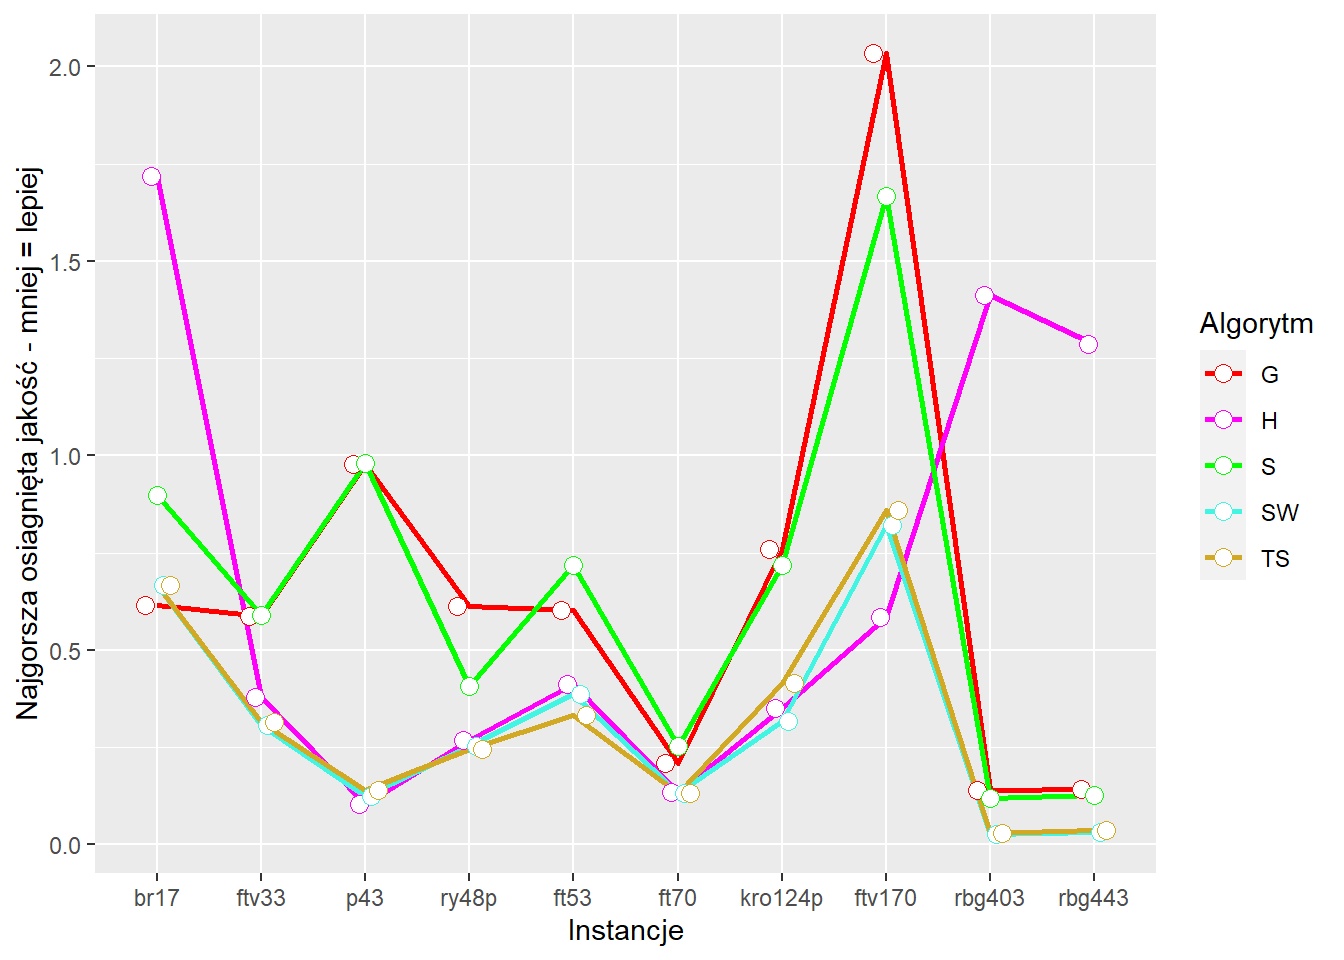 Najgorsza osiągnięta jakość - mniej = lepiej
2.0
1.5
1.0
0.5
0.0
br17 ftv33 p43 ry48p ft53 ft70 kro124p ftv170 rbg403 rbg443
Instancje
Algorytm
G
H
S
SW
TS